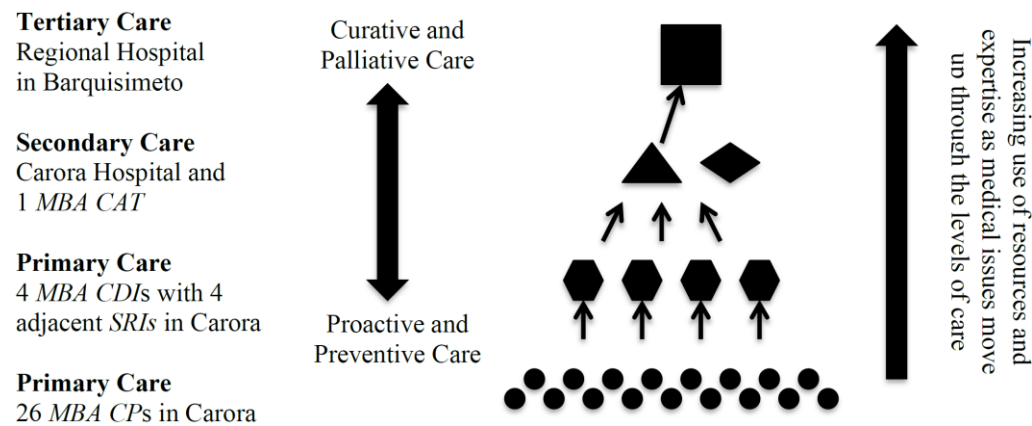 Tertiary Care
Regional Hospital
in Barquisimeto
Secondary Care
Carora Hospital and
1 MBA CAT
Primary Care
4 MBA CDIs with 4
adjacent SRIs in Carora
Primary Care
26 MBA CPs in Carora
Curative and
Palliative Care
Proactive and
Preventive Care
Increasing use of resources and
expertise as medical issues move
up through the levels of care